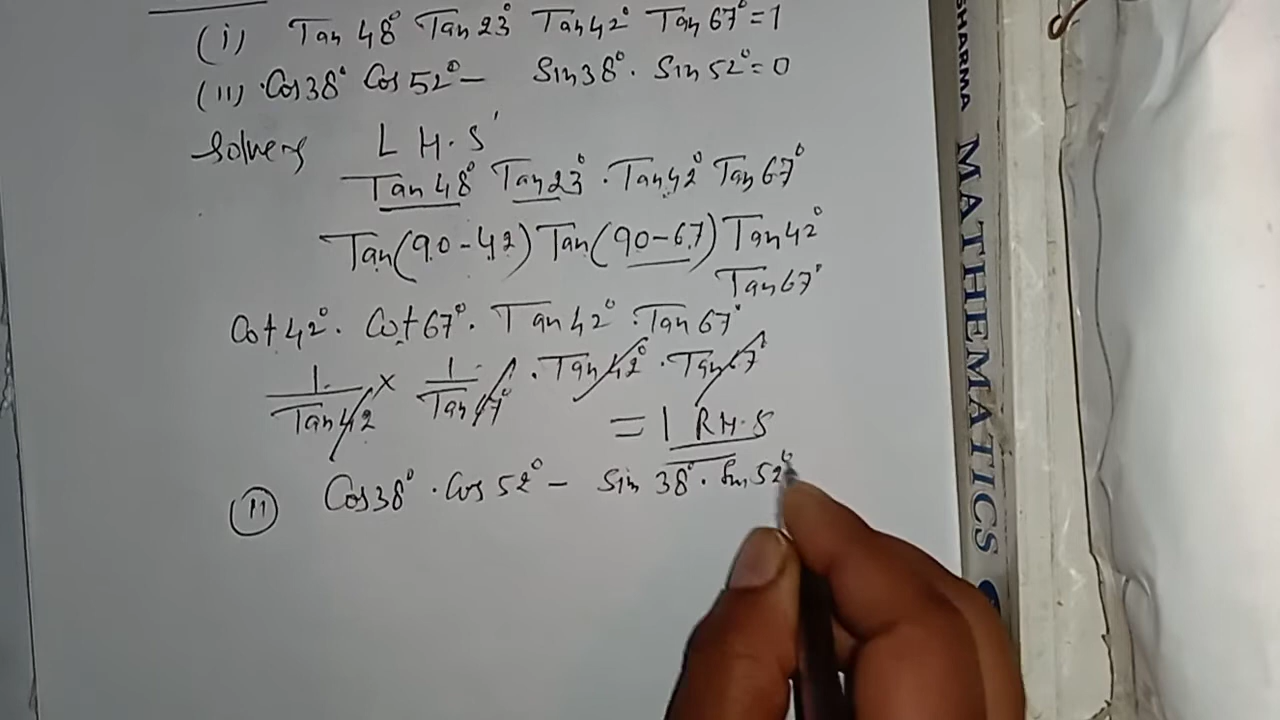 (i) Tan 48° Tan 23° Tan 42° Tan 67° = 1
(II) Cos 38° Cos 52° - Sin 38° . Sin 52° = 0
L H.S
Tan 48° Tan 23° . Tan 42° Tan 67°
Tan (90 - 42) Tan (90 - 67) Tan 42°
Tan 67°
Cot 42° . Cot 67° . Tan 42° . Tan 67°
1/Tan 42 × 1/Tan 67° . Tan 42° . Tan 67°
= 1 R H.S
(II) Cos 38° . Cos 52° - Sin 38° . Sin 52°
SHARMA MATHEMATICS